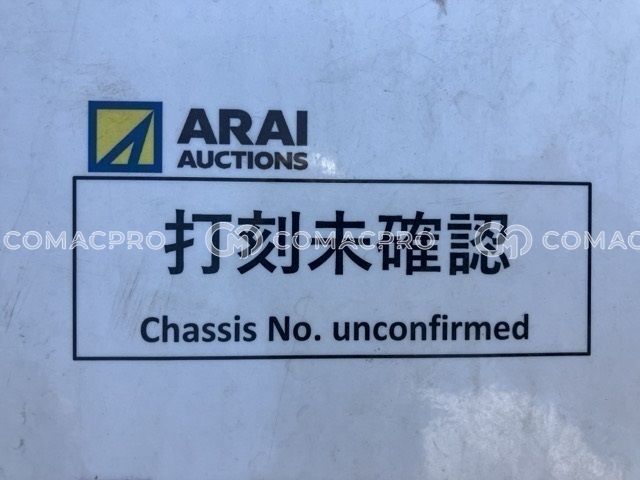 ARAI
AUCTIONS
打刻未確認
COMACPRO COMACPRO COMACPRO
Chassis No. unconfirmed